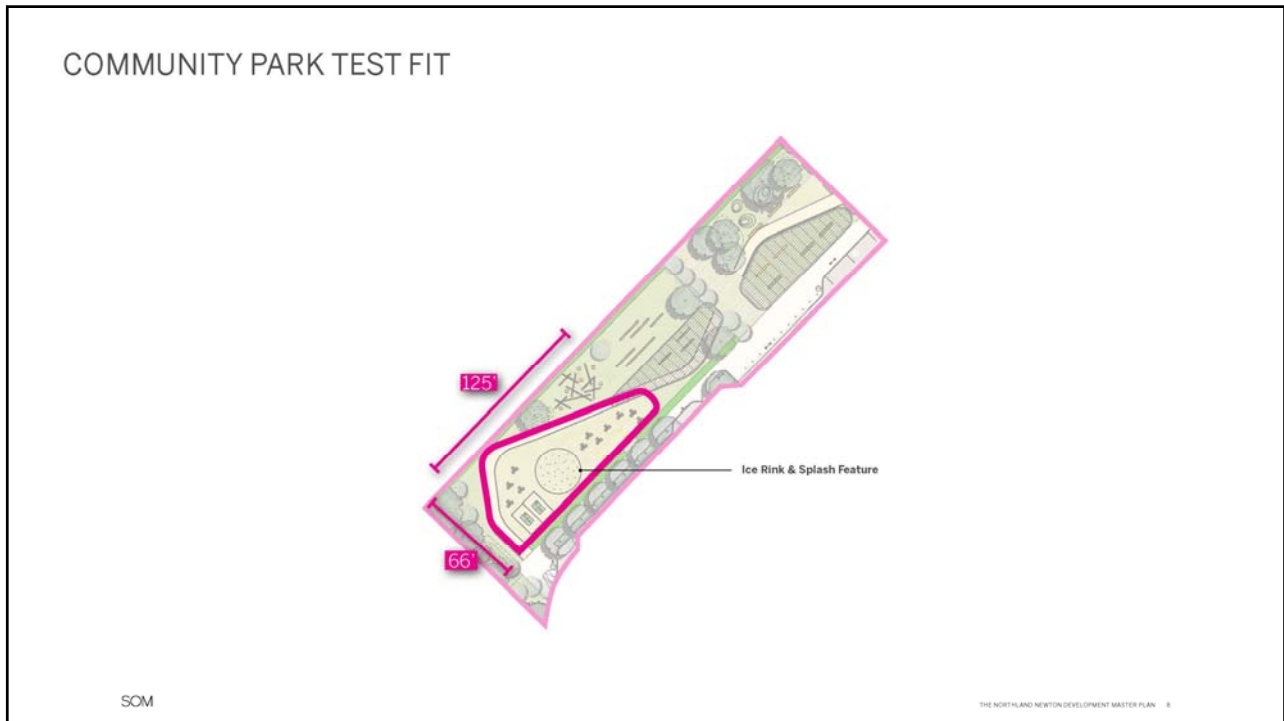 COMMUNITY PARK TEST FIT
125'
Ice Rink & Splash Feature
66'
SOM
THE NORTHLAND NEWTON DEVELOPMENT MASTER PLAN 8